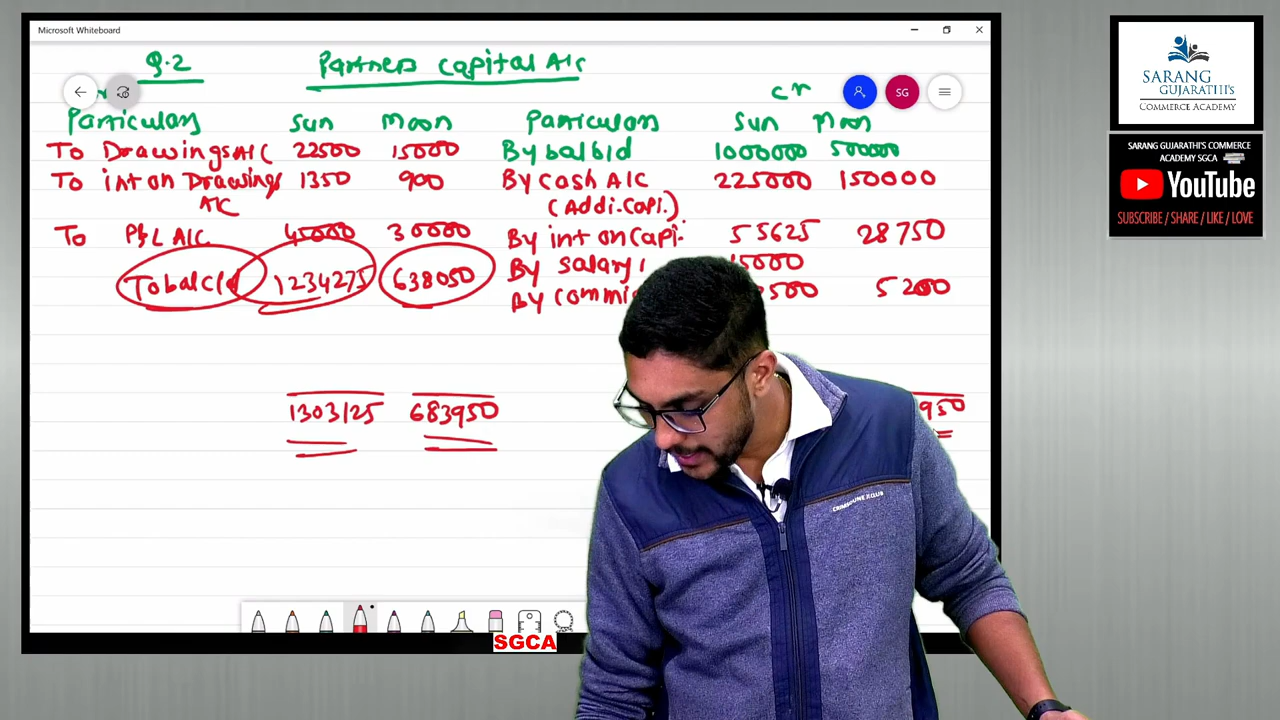 Microsoft Whiteboard
Q.2 Partners Capital A/c
cr
SG
Particulars Sun Moon Particulars Sun Moon
To Drawings A/C 22500 15000 By bal b/d 1000000 500000
To int on Drawings A/C 1350 900 By Cash A/C 225000 150000
(Addi. Capi.)
To P&L A/C 45000 30000 By int on Capi. 55625 28750
By salary 15000
To bal C/d 1234275 638050 By commi 500 5200
1303125 683950 950
SGCA
SARANG
GUJARATHI'S
COMMERCE ACADEMY
SARANG GUJARATHI'S COMMERCE
ACADEMY SGCA
YouTube
SUBSCRIBE / SHARE / LIKE / LOVE